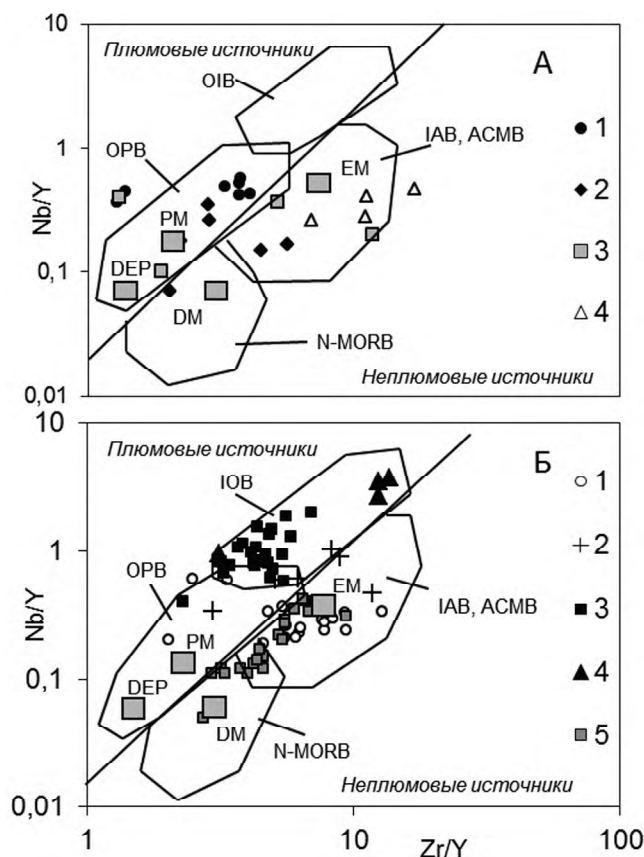 10
Плюмовые источники
А
OIB
1
OPB
IAB, ACMB
1
EM
2
Nb/Y
PM
3
0,1
DEP
4
DM
N-MORB
Неплюмовые источники
0,01
10
Плюмовые источники
Б
1
IOB
2
1
OPB
3
EM
IAB, ACMB
Nb/Y
PM
4
0,1
DEP
5
DM
N-MORB
Неплюмовые источники
0,01
1
10
Zr/Y
100